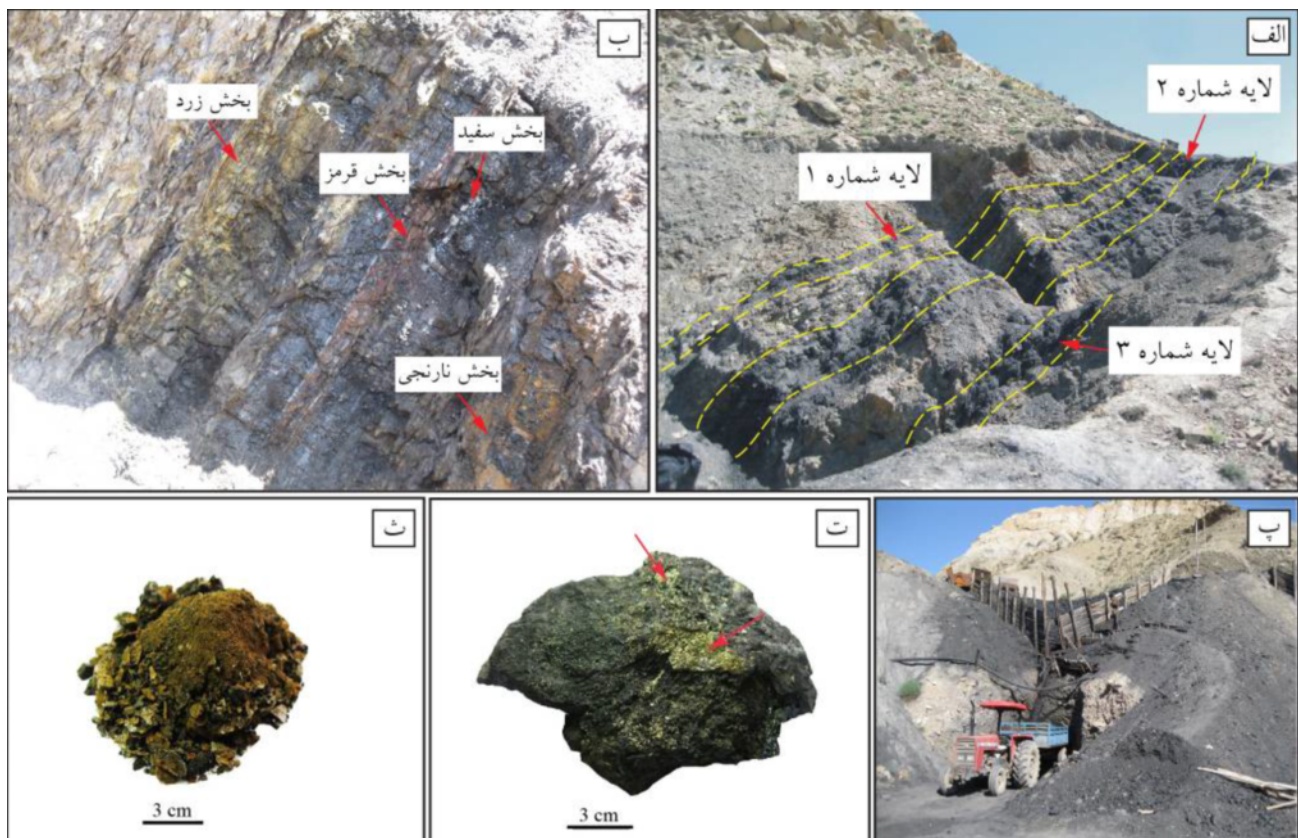 الف
لایه شماره ۲
لایه شماره ۱
لایه شماره ۳
ب
بخش زرد
بخش سفید
بخش قرمز
بخش نارنجی
پ
ت
3 cm
ث
3 cm